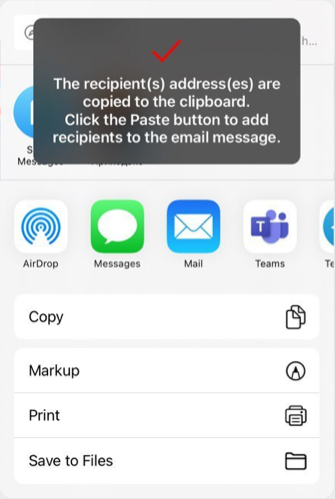 h...
The recipient(s) address(es) are
copied to the clipboard.
Click the Paste button to add
recipients to the email message.
AirDrop
Messages
Mail
Teams
Te
Copy
Markup
Print
Save to Files